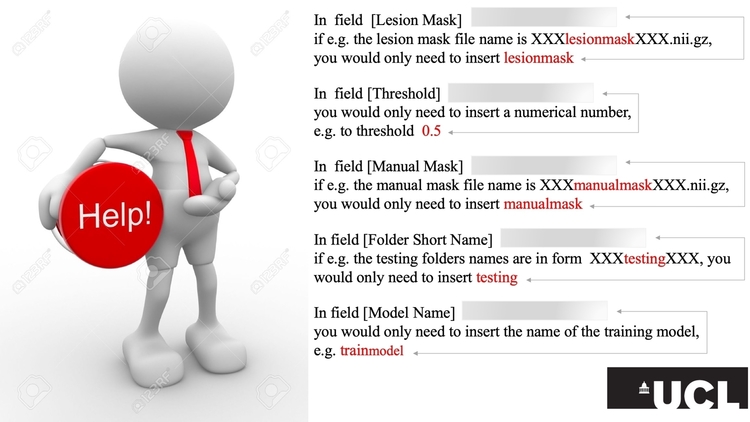 Help!
In field [Lesion Mask]
if e.g. the lesion mask file name is XXXlesionmaskXXX.nii.gz,
you would only need to insert lesionmask
In field [Threshold]
you would only need to insert a numerical number,
e.g. to threshold 0.5
In field [Manual Mask]
if e.g. the manual mask file name is XXXmanualmaskXXX.nii.gz,
you would only need to insert manualmask
In field [Folder Short Name]
if e.g. the testing folders names are in form XXXtestingXXX, you
would only need to insert testing
In field [Model Name]
you would only need to insert the name of the training model,
e.g. trainmodel
UCL
123RF